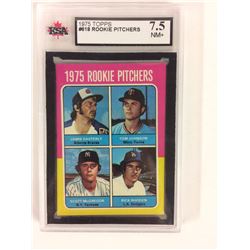 KSA
1975 TOPPS
#618 ROOKIE PITCHERS
7.5
NM+
1975 ROOKIE PITCHERS
JAMIE EASTERLY
Atlanta Braves
TOM JOHNSON
Minn. Twins
SCOTT McGREGOR
N.Y. Yankees
RICK RHODEN
L.A. Dodgers